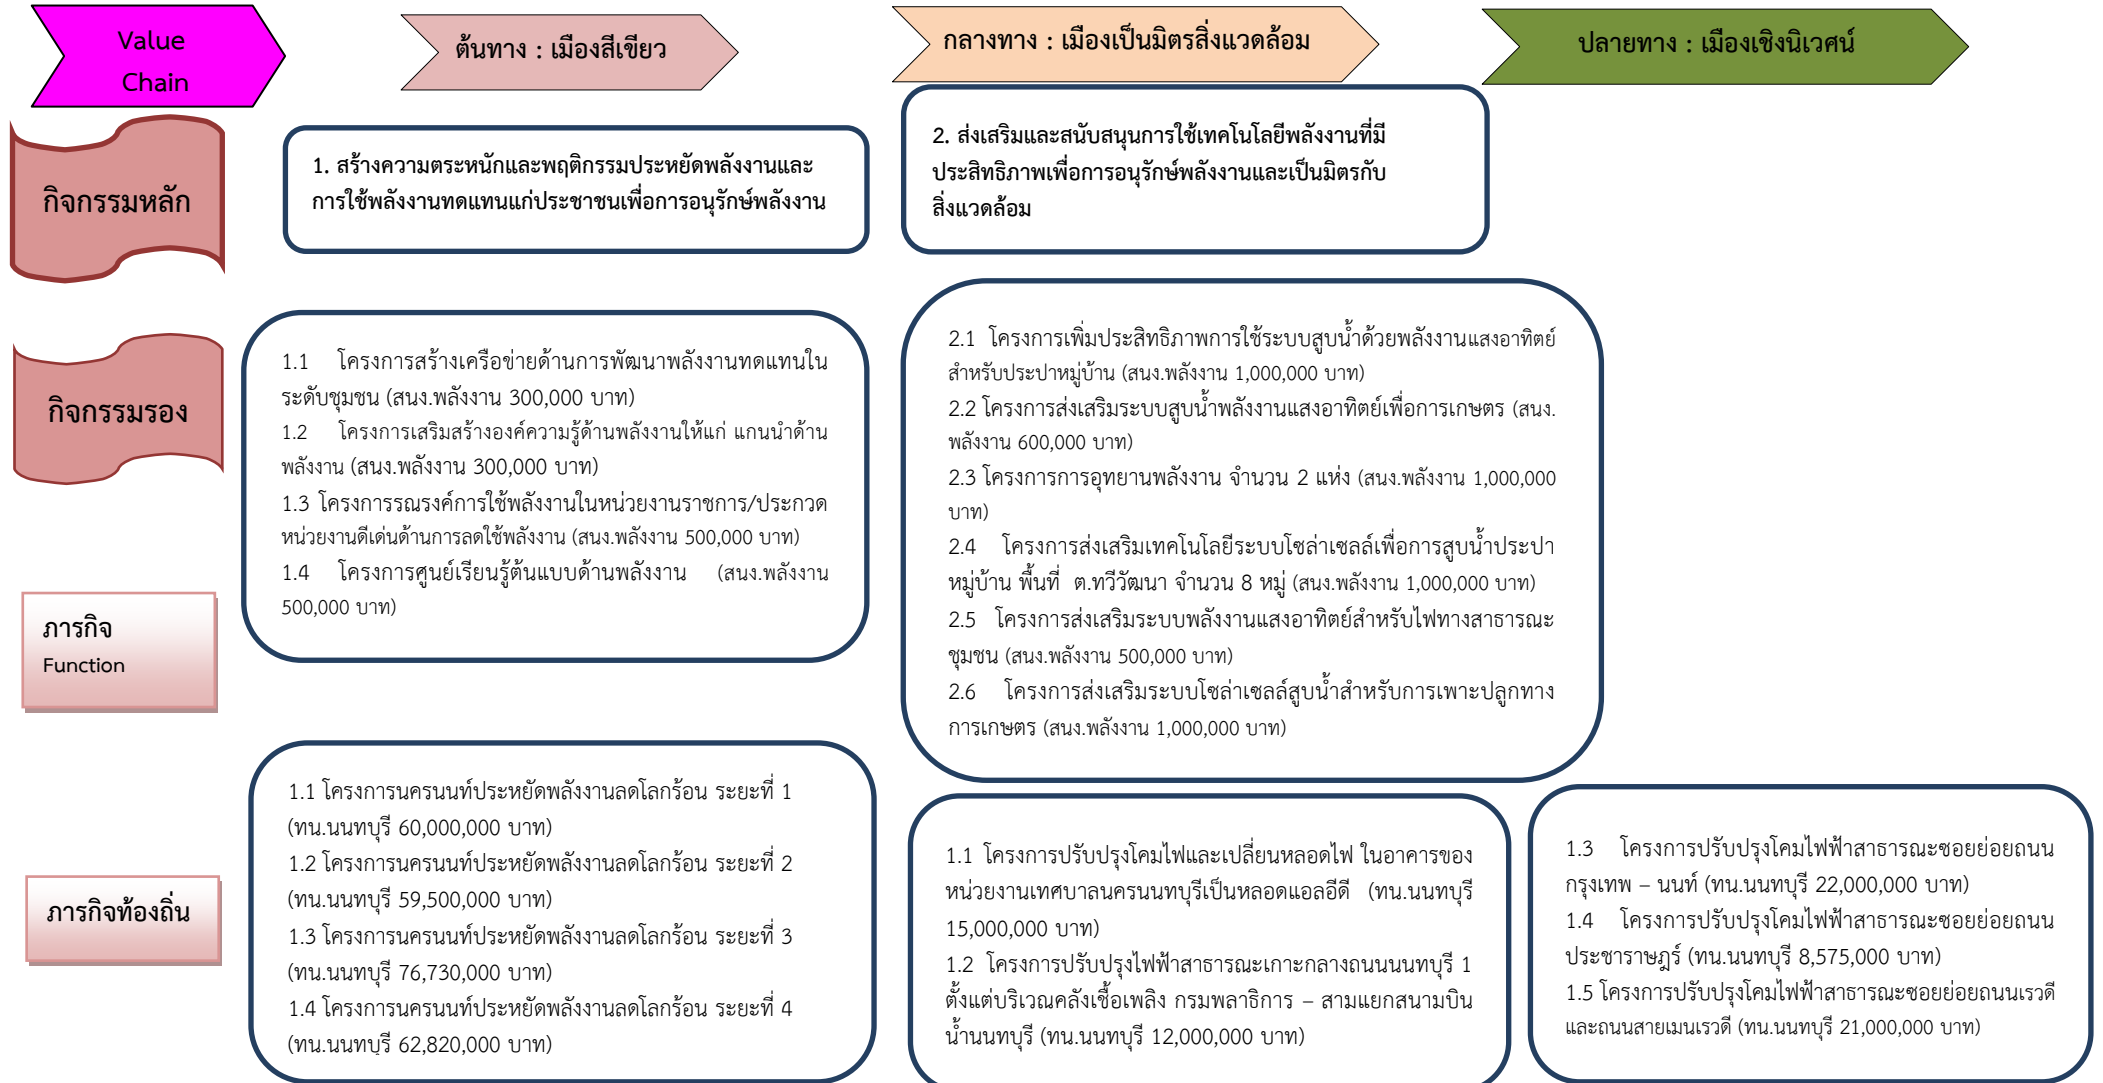 Value
Chain
ต้นทาง : เมืองสีเขียว
กลางทาง : เมืองเป็นมิตรสิ่งแวดล้อม
ปลายทาง : เมืองเชิงนิเวศน์
กิจกรรมหลัก
1. สร้างความตระหนักและพฤติกรรมประหยัดพลังงานและ
การใช้พลังงานทดแทนแก่ประชาชนเพื่อการอนุรักษ์พลังงาน
2. ส่งเสริมและสนับสนุนการใช้เทคโนโลยีพลังงานที่มี
ประสิทธิภาพเพื่อการอนุรักษ์พลังงานและเป็นมิตรกับ
สิ่งแวดล้อม
กิจกรรมรอง
ภารกิจ
Function
1.1 โครงการสร้างเครือข่ายด้านการพัฒนาพลังงานทดแทนใน
ระดับชุมชน (สนง.พลังงาน 300,000 บาท)
1.2 โครงการเสริมสร้างองค์ความรู้ด้านพลังงานให้แก่ แกนนำด้าน
พลังงาน (สนง.พลังงาน 300,000 บาท)
1.3 โครงการรณรงค์การใช้พลังงานในหน่วยงานราชการ/ประกวด
หน่วยงานดีเด่นด้านการลดใช้พลังงาน (สนง.พลังงาน 500,000 บาท)
1.4 โครงการศูนย์เรียนรู้ต้นแบบด้านพลังงาน (สนง.พลังงาน
500,000 บาท)
2.1 โครงการเพิ่มประสิทธิภาพการใช้ระบบสูบน้ำด้วยพลังงานแสงอาทิตย์
สำหรับประปาหมู่บ้าน (สนง.พลังงาน 1,000,000 บาท)
2.2 โครงการส่งเสริมระบบสูบน้ำพลังงานแสงอาทิตย์เพื่อการเกษตร (สนง.
พลังงาน 600,000 บาท)
2.3 โครงการการอุทยานพลังงาน จำนวน 2 แห่ง (สนง.พลังงาน 1,000,000
บาท)
2.4 โครงการส่งเสริมเทคโนโลยีระบบโซล่าเซลล์เพื่อการสูบน้ำประปา
หมู่บ้าน พื้นที่ ต.ทวีวัฒนา จำนวน 8 หมู่ (สนง.พลังงาน 1,000,000 บาท)
2.5 โครงการส่งเสริมระบบพลังงานแสงอาทิตย์สำหรับไฟทางสาธารณะ
ชุมชน (สนง.พลังงาน 500,000 บาท)
2.6 โครงการส่งเสริมระบบโซล่าเซลล์สูบน้ำสำหรับการเพาะปลูกทาง
การเกษตร (สนง.พลังงาน 1,000,000 บาท)
ภารกิจท้องถิ่น
1.1 โครงการนครนนท์ประหยัดพลังงานลดโลกร้อน ระยะที่ 1
(ทน.นนทบุรี 60,000,000 บาท)
1.2 โครงการนครนนท์ประหยัดพลังงานลดโลกร้อน ระยะที่ 2
(ทน.นนทบุรี 59,500,000 บาท)
1.3 โครงการนครนนท์ประหยัดพลังงานลดโลกร้อน ระยะที่ 3
(ทน.นนทบุรี 76,730,000 บาท)
1.4 โครงการนครนนท์ประหยัดพลังงานลดโลกร้อน ระยะที่ 4
(ทน.นนทบุรี 62,820,000 บาท)
1.1 โครงการปรับปรุงโคมไฟและเปลี่ยนหลอดไฟ ในอาคารของ
หน่วยงานเทศบาลนครนนทบุรีเป็นหลอดแอลอีดี (ทน.นนทบุรี
15,000,000 บาท)
1.2 โครงการปรับปรุงไฟฟ้าสาธารณะเกาะกลางถนนนนทบุรี 1
ตั้งแต่บริเวณคลังเชื้อเพลิง กรมพลาธิการ – สามแยกสนามบิน
น้ำนนทบุรี (ทน.นนทบุรี 12,000,000 บาท)
1.3 โครงการปรับปรุงโคมไฟฟ้าสาธารณะซอยย่อยถนน
กรุงเทพ – นนท์ (ทน.นนทบุรี 22,000,000 บาท)
1.4 โครงการปรับปรุงโคมไฟฟ้าสาธารณะซอยย่อยถนน
ประชาราษฎร์ (ทน.นนทบุรี 8,575,000 บาท)
1.5 โครงการปรับปรุงโคมไฟฟ้าสาธารณะซอยย่อยถนนเรวดี
และถนนสายเมนเรวดี (ทน.นนทบุรี 21,000,000 บาท)